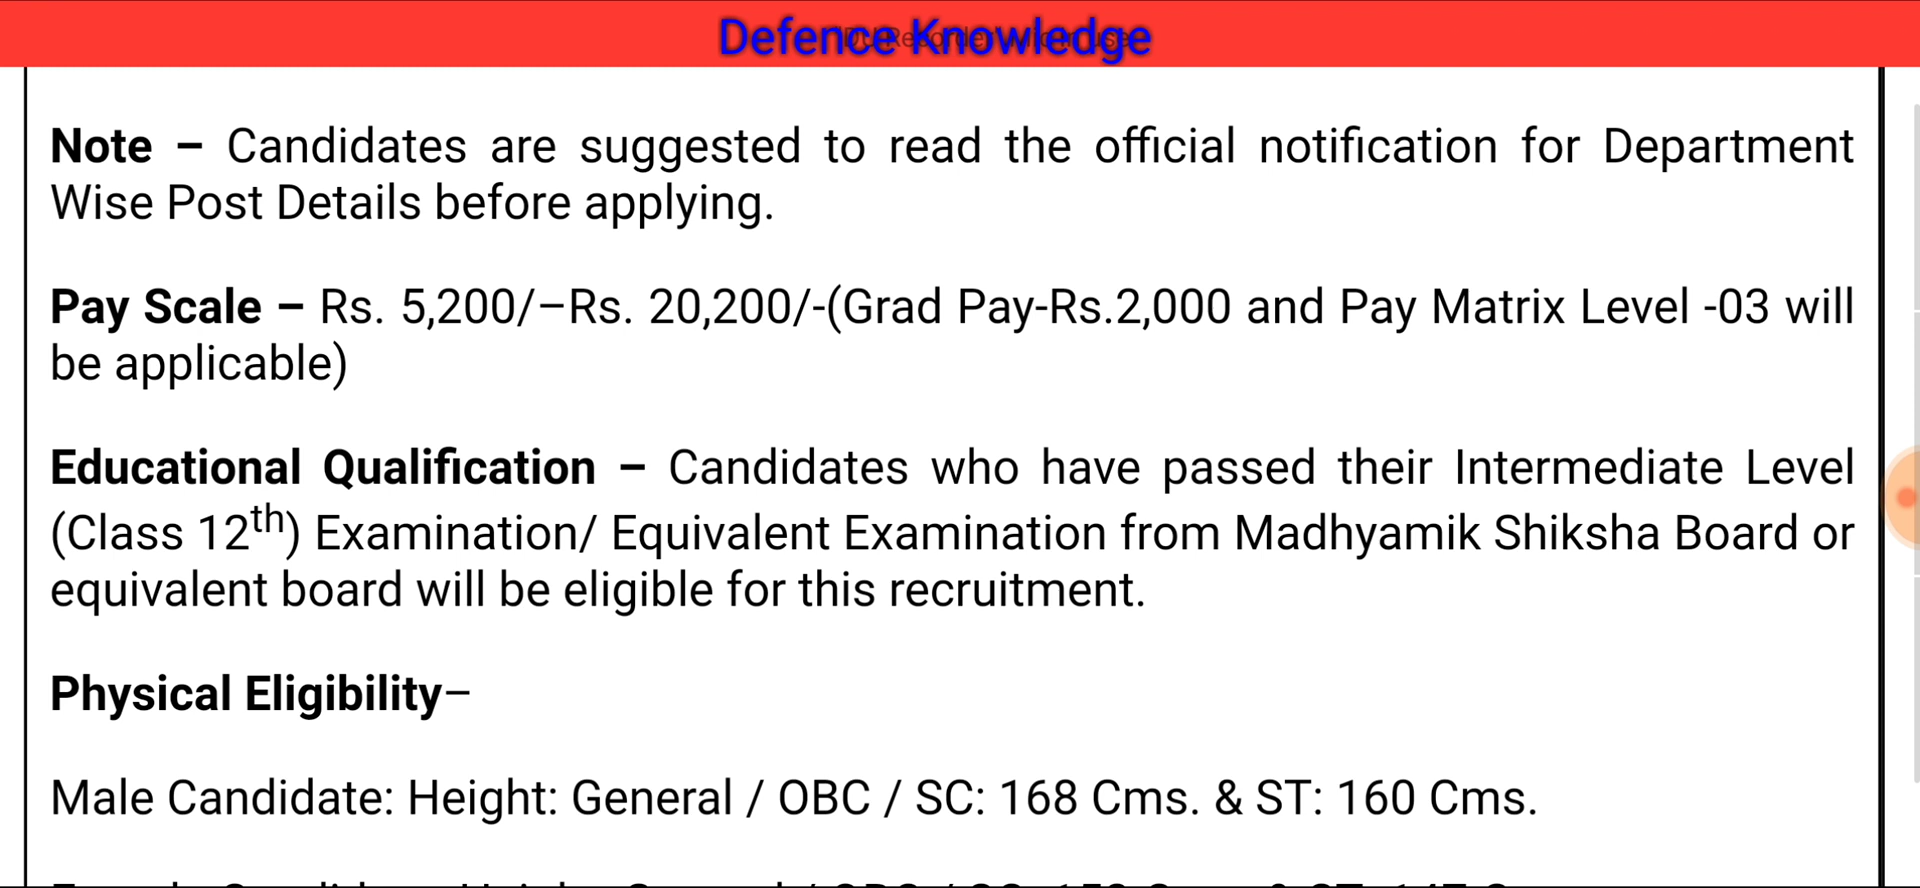 Defence Knowledge
Note – Candidates are suggested to read the official notification for Department
Wise Post Details before applying.
Pay Scale – Rs. 5,200/–Rs. 20,200/-(Grad Pay-Rs.2,000 and Pay Matrix Level -03 will
be applicable)
Educational Qualification – Candidates who have passed their Intermediate Level
(Class 12th) Examination/ Equivalent Examination from Madhyamik Shiksha Board or
equivalent board will be eligible for this recruitment.
Physical Eligibility–
Male Candidate: Height: General / OBC / SC: 168 Cms. & ST: 160 Cms.